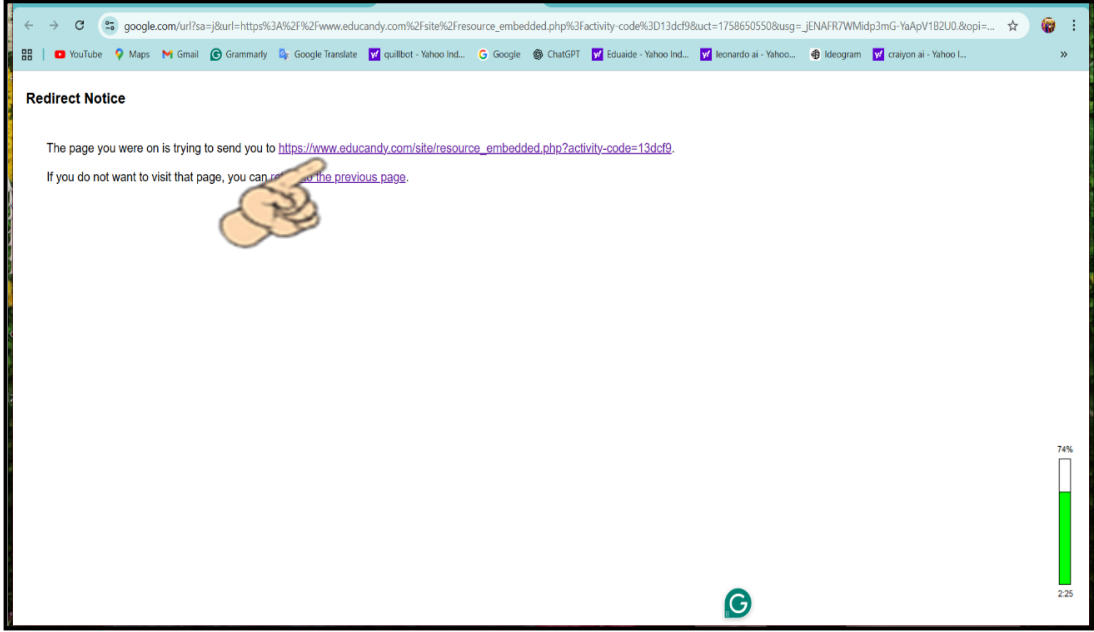 google.com/url?sa=j&url=https%3A%2F%2Fwww.educandy.com%2Fsite%2Fresource_embedded.php%3Factivity-code%3D13dcf9&uct=1758650550&usg=_jENAFR7WMidp3mG-YaApV1B2U0.&opi=...
YouTube Maps Gmail Grammarly Google Translate quillbot - Yahoo Ind... Google ChatGPT Eduaide - Yahoo Ind... leonardo ai - Yahoo... Ideogram craiyon ai - Yahoo I... »
Redirect Notice
The page you were on is trying to send you to https://www.educandy.com/site/resource_embedded.php?activity-code=13dcf9.
If you do not want to visit that page, you can the previous page.
74%
2:25